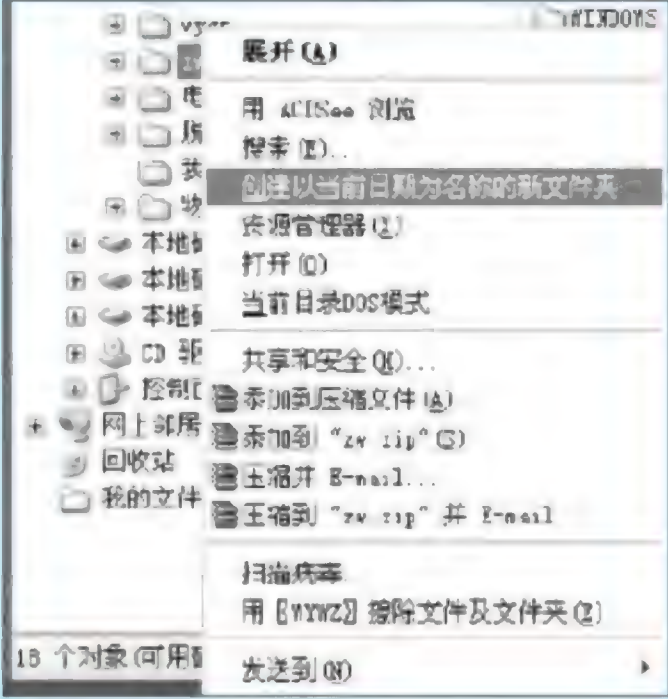 WINDOWS
展开(A)
电
用 ACDSee 浏览
搜索(E)..
创建以当前日期为名称的新文件夹
资源管理器(X)
打开(O)
本地
当前目录DOS模式
本地
本地
CD 驱
共享和安全(H)...
控制
添加到压缩文件(A)
网上邻居
添加到 "zw zip"(S)
回收站
压缩并 E-mail...
我的文件
压缩到 "zw zip" 并 E-mail
扫描病毒
用〖WYWZ〗擦除文件及文件夹(Z)
18 个对象(可用
发送到(N)